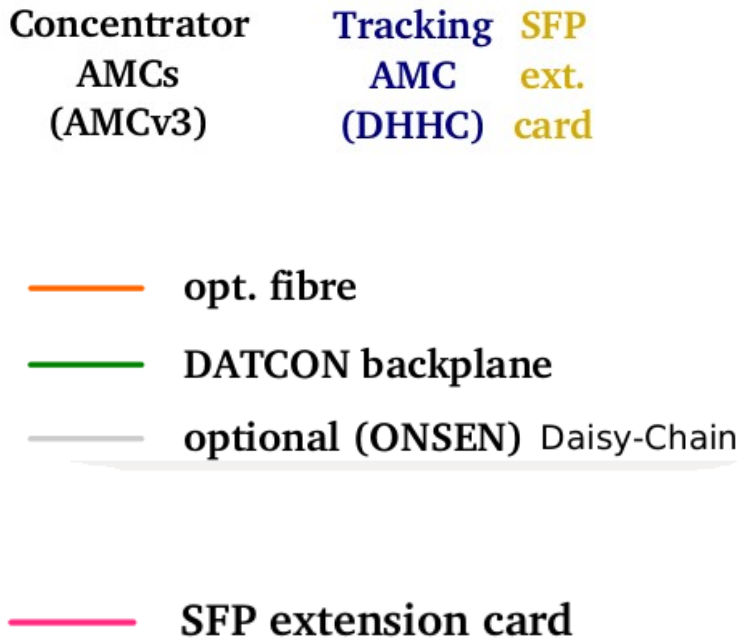 Concentrator
AMCs
(AMCv3)
Tracking
AMC
(DHHC)
SFP
ext.
card
opt. fibre
DATCON backplane
optional (ONSEN) Daisy-Chain
SFP extension card